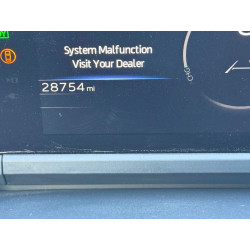 System Malfunction
Visit Your Dealer
28754 mi